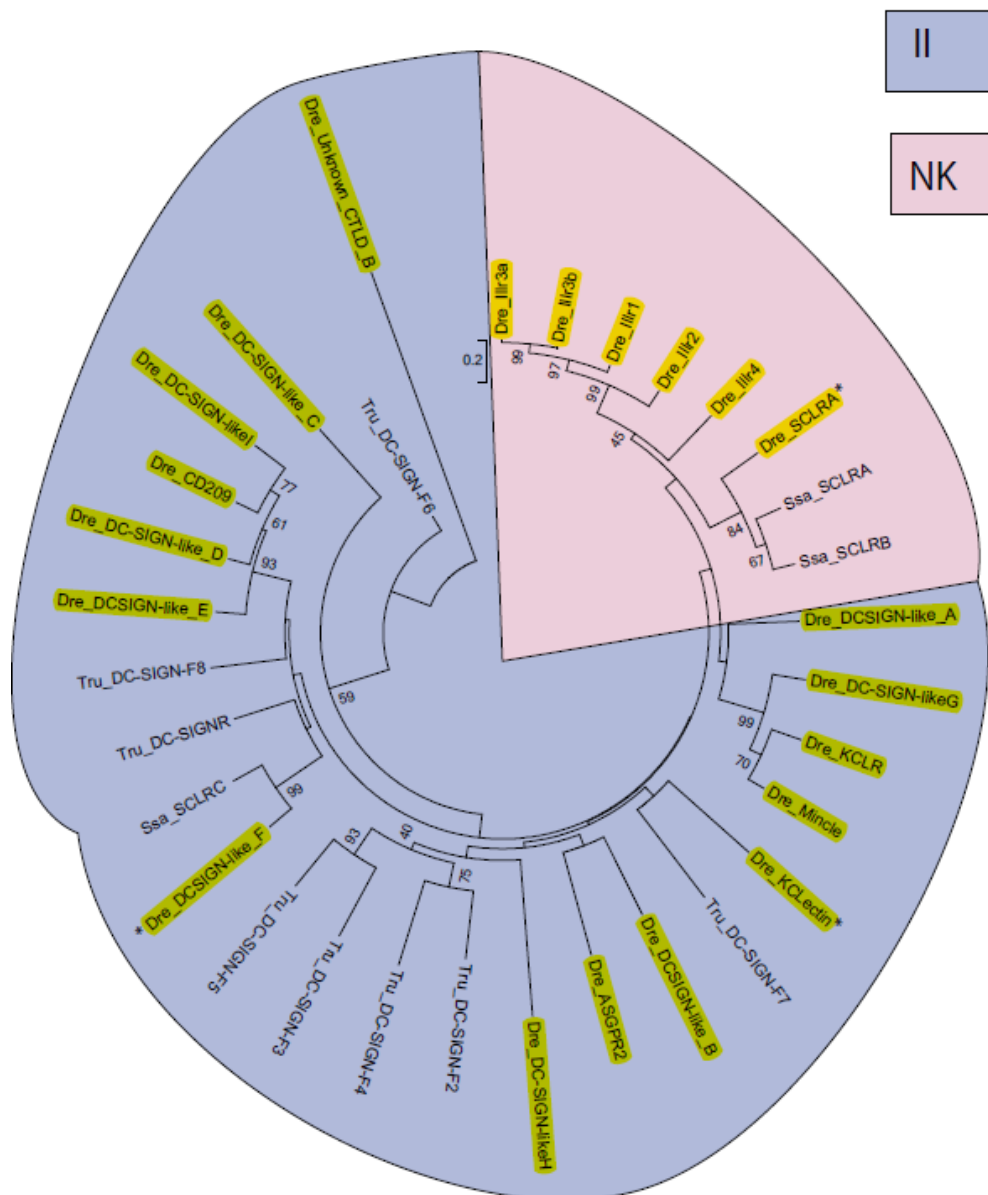 II
NK
Dre_Unknown_CTLD_B
Dre_Illr3a
Dre_Illr3b
Dre_Illr1
Dre_Illr2
Dre_Illr4
Dre_SCLRA*
Ssa_SCLRA
Ssa_SCLRB
99
97
99
45
84
67
0.2
Dre_DCSIGN-like_A
Dre_DC-SIGN-likeG
Dre_KCLR
Dre_Mincle
99
70
Dre_KCLectin*
Tru_DC-SIGN-F7
Dre_DCSIGN-like_B
Dre_ASGPR2
Dre_DC-SIGN-likeH
Tru_DC-SIGN-F2
Tru_DC-SIGN-F4
Tru_DC-SIGN-F3
Tru_DC-SIGN-F5
75
40
93
*Dre_DCSIGN-like_F
Ssa_SCLRC
99
Tru_DC-SIGNR
Tru_DC-SIGN-F8
Dre_DCSIGN-like_E
Dre_DC-SIGN-like_D
Dre_CD209
Dre_DC-SIGN-likeI
77
61
93
Dre_DC-SIGN-like_C
Tru_DC-SIGN-F6
59